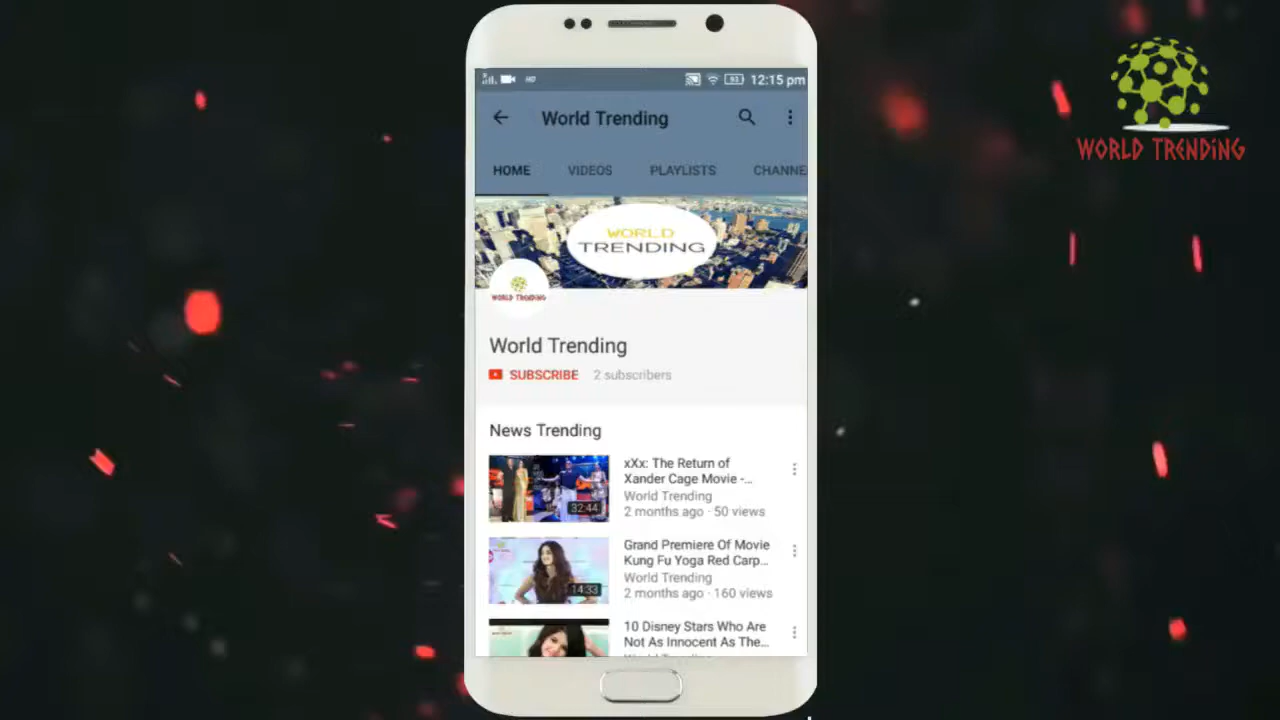 12:15 pm
World Trending
HOME VIDEOS PLAYLISTS CHANNE
WORLD
TRENDING
WORLD TRENDING
World Trending
SUBSCRIBE 2 subscribers
News Trending
xXx: The Return of
Xander Cage Movie -...
World Trending
2 months ago · 50 views
32:44
Grand Premiere Of Movie
Kung Fu Yoga Red Carp...
World Trending
2 months ago · 160 views
14:33
10 Disney Stars Who Are
Not As Innocent As The...
WORLD TRENDING